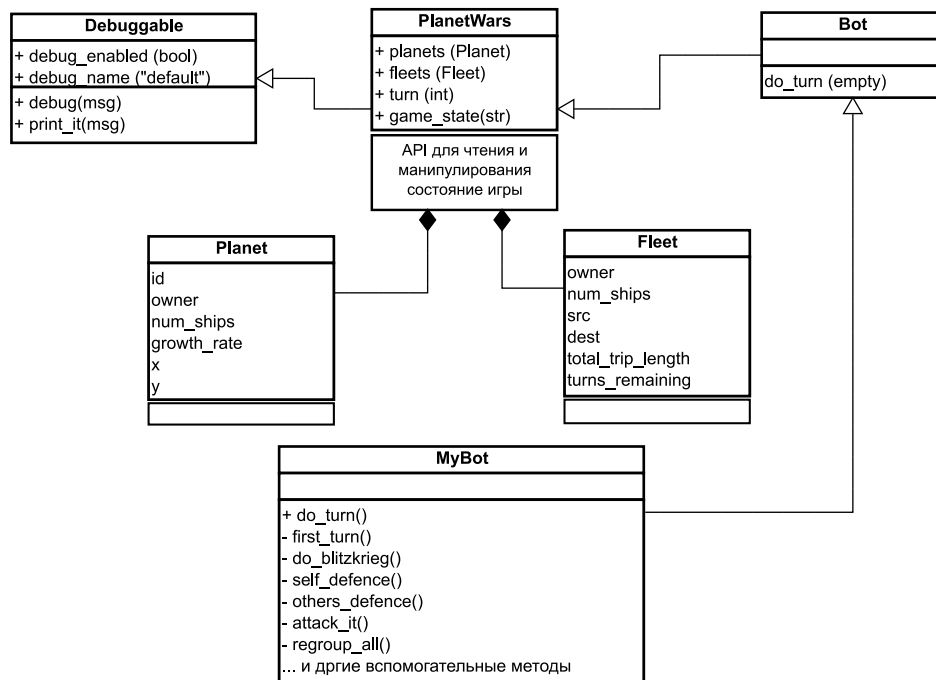 Debuggable
+ debug_enabled (bool)
+ debug_name ("default")
+ debug(msg)
+ print_it(msg)
PlanetWars
+ planets (Planet)
+ fleets (Fleet)
+ turn (int)
+ game_state(str)
API для чтения и
манипулирования
состояние игры
Bot
do_turn (empty)
Planet
id
owner
num_ships
growth_rate
x
y
Fleet
owner
num_ships
src
dest
total_trip_length
turns_remaining
MyBot
+ do_turn()
- first_turn()
- do_blitzkrieg()
- self_defence()
- others_defence()
- attack_it()
- regroup_all()
... и дргие вспомогательные методы